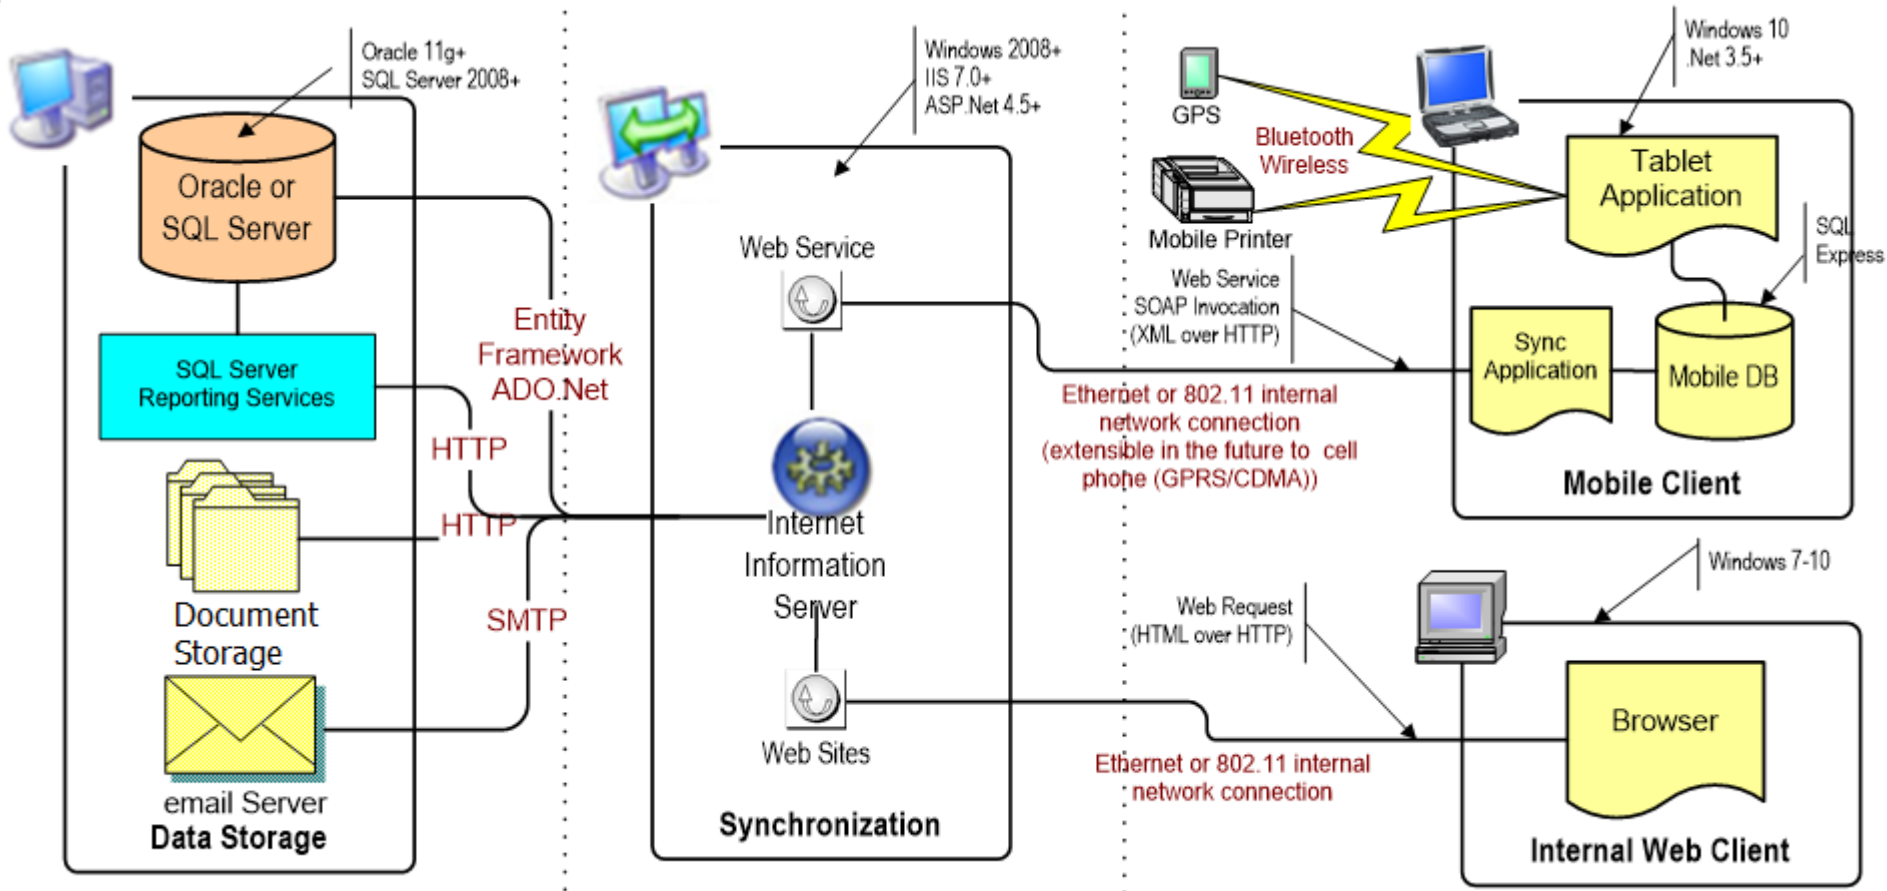 Oracle 11g+
SQL Server 2008+
Oracle or
SQL Server
SQL Server
Reporting Services
Document
Storage
email Server
Data Storage
Entity
Framework
ADO.Net
HTTP
HTTP
SMTP
Windows 2008+
IIS 7.0+
ASP.Net 4.5+
Web Service
Internet
Information
Server
Web Sites
Synchronization
GPS
Bluetooth
Wireless
Mobile Printer
Web Service
SOAP Invocation
(XML over HTTP)
Ethernet or 802.11 internal
network connection
(extensible in the future to cell
phone (GPRS/CDMA))
Windows 10
.Net 3.5+
Tablet
Application
SQL
Express
Sync
Application
Mobile DB
Mobile Client
Web Request
(HTML over HTTP)
Ethernet or 802.11 internal
network connection
Windows 7-10
Browser
Internal Web Client